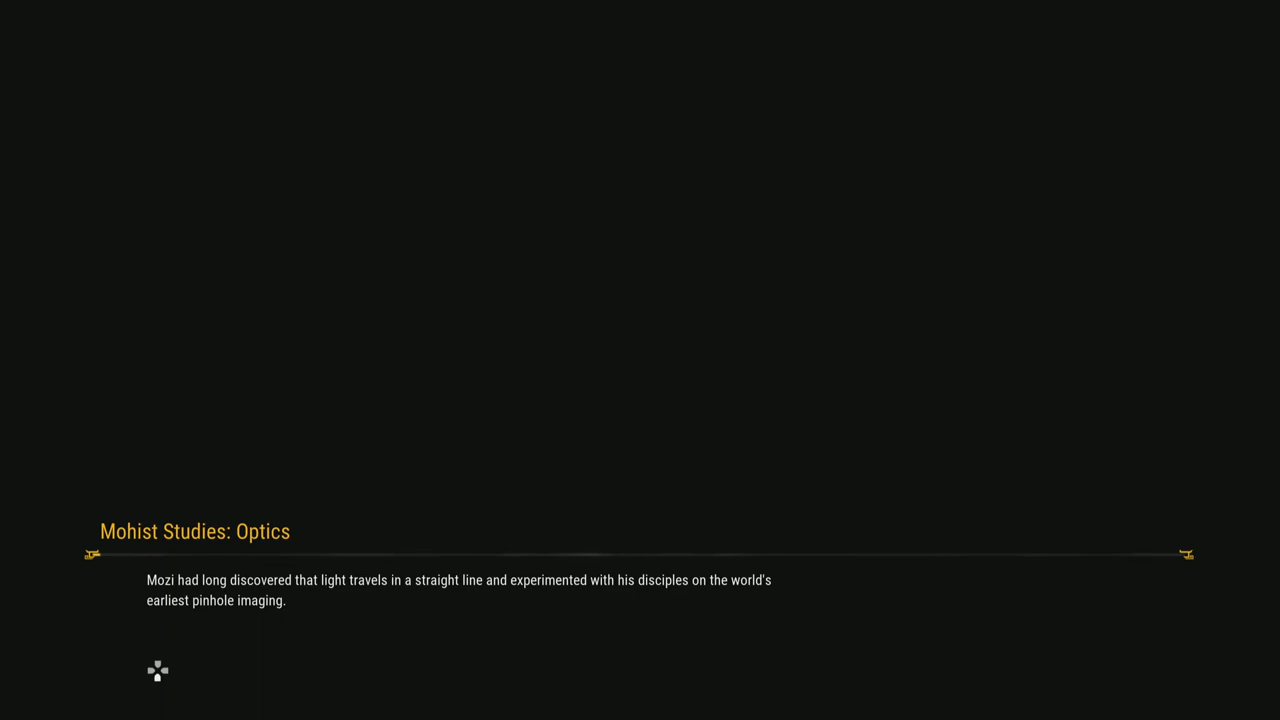 Mohist Studies: Optics
Mozi had long discovered that light travels in a straight line and experimented with his disciples on the world's
earliest pinhole imaging.